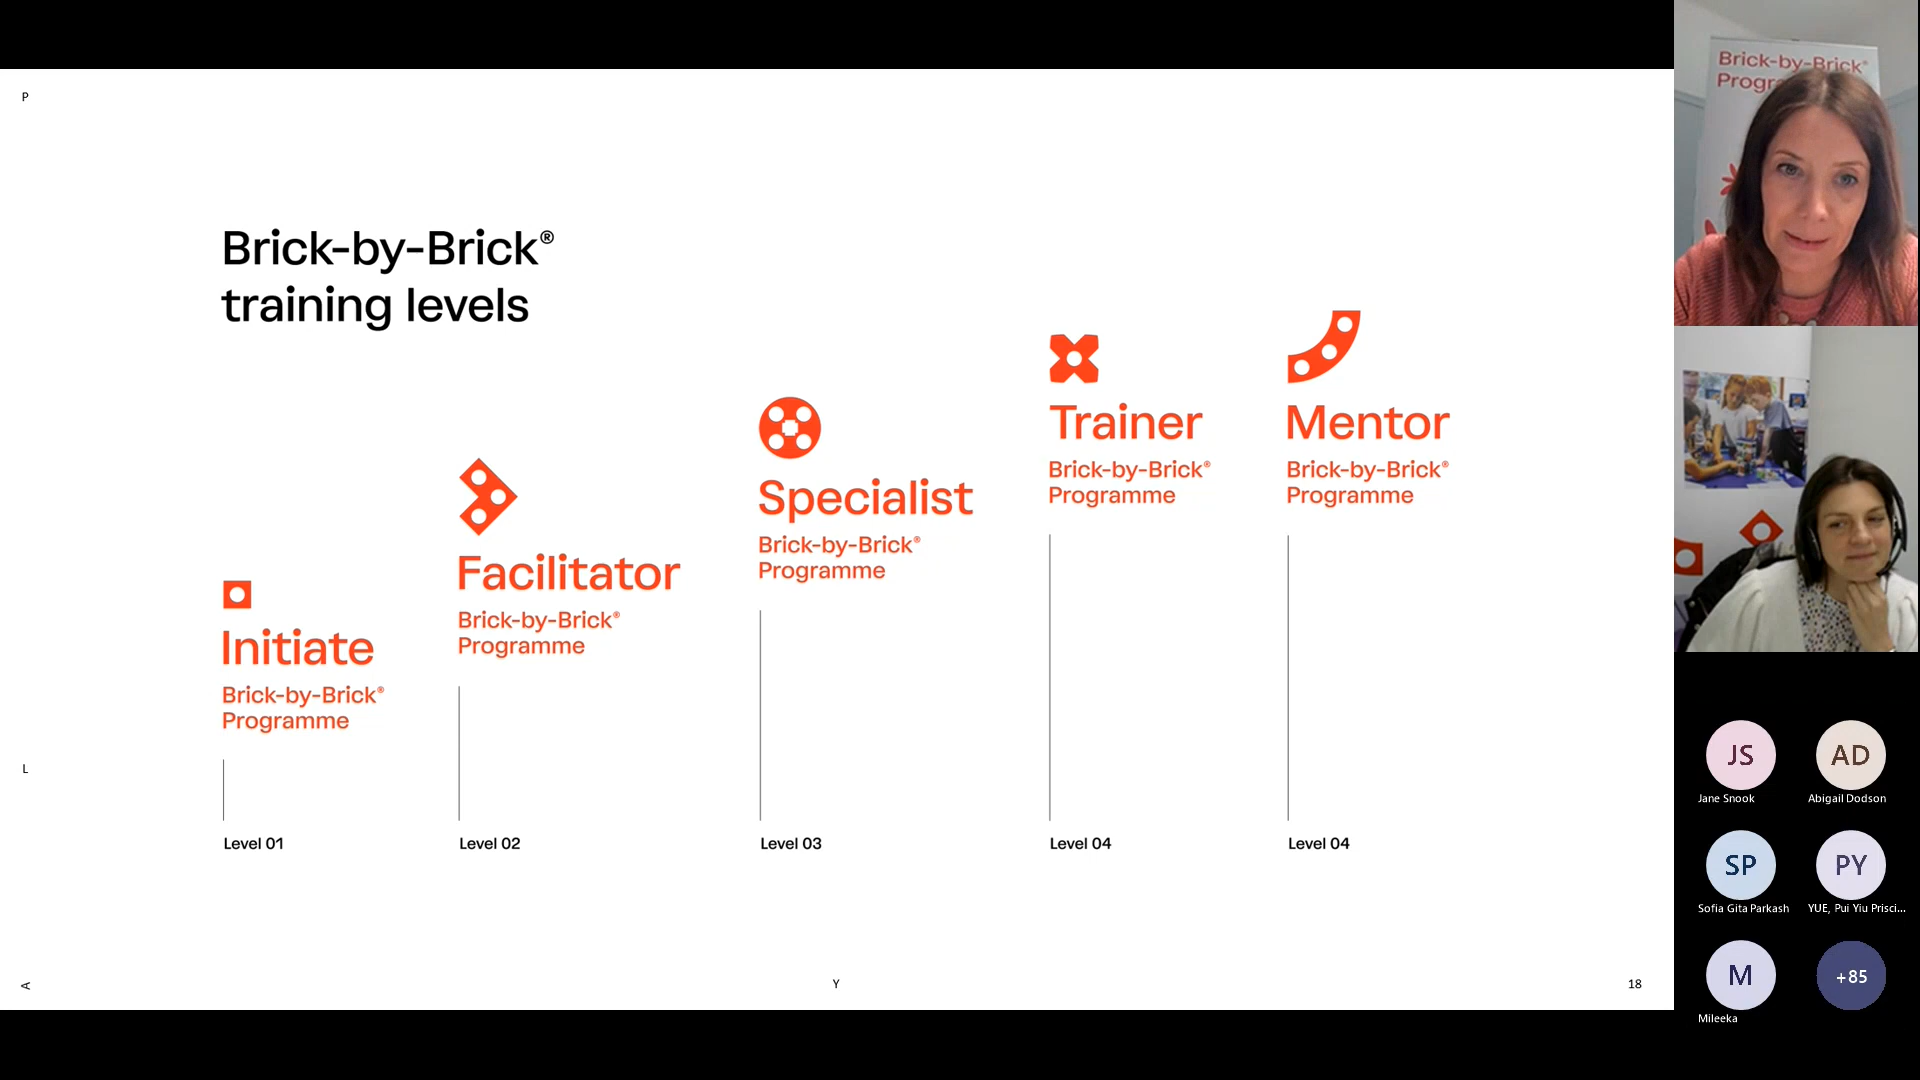 P
Brick-by-Brick®
training levels
Initiate
Brick-by-Brick®
Programme
Level 01
Facilitator
Brick-by-Brick®
Programme
Level 02
Specialist
Brick-by-Brick®
Programme
Level 03
Trainer
Brick-by-Brick®
Programme
Level 04
Mentor
Brick-by-Brick®
Programme
Level 04
L
A
Y
18
Brick-by-Brick®
Progr
JS
Jane Snook
AD
Abigail Dodson
SP
Sofia Gita Parkash
PY
YUE, Pui Yiu Prisci...
M
Mileeka
+85